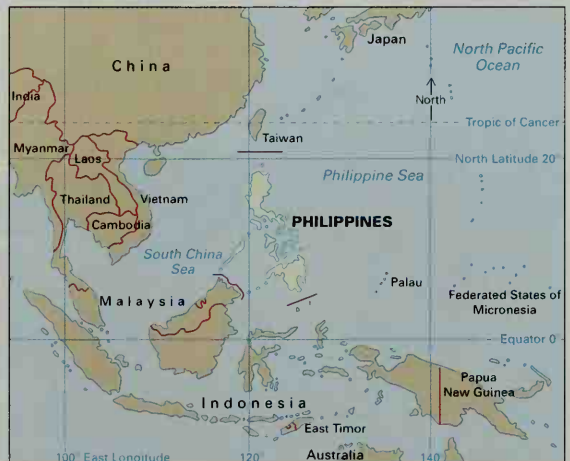 Japan
North Pacific
Ocean
China
India
North
Tropic of Cancer
Taiwan
Myanmar
Laos
North Latitude 20°
Philippine Sea
Thailand
Vietnam
PHILIPPINES
Cambodia
South China
Sea
Palau
Malaysia
Federated States of
Micronesia
Equator 0°
Papua
New Guinea
Indonesia
East Timor
Australia
100° East Longitude
120°
140°